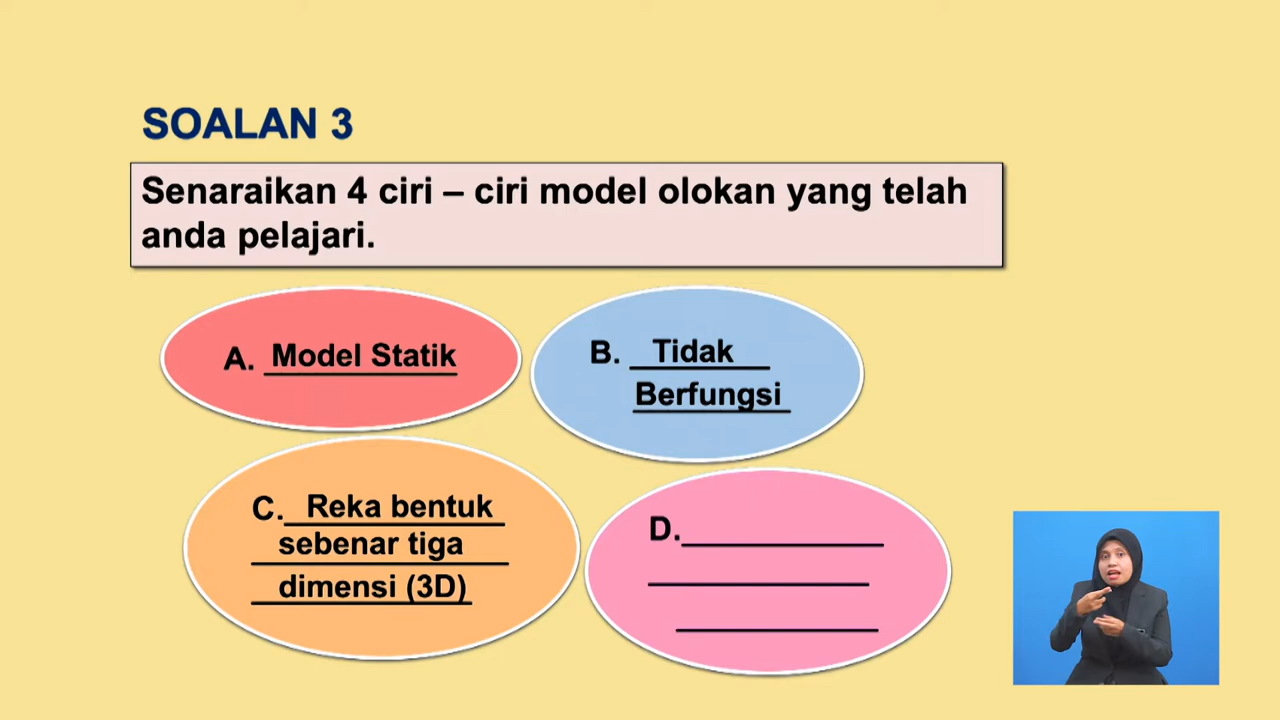 SOALAN 3
Senaraikan 4 ciri – ciri model olokan yang telah
anda pelajari.
A. Model Statik
B. Tidak
Berfungsi
C. Reka bentuk
sebenar tiga
dimensi (3D)
D.